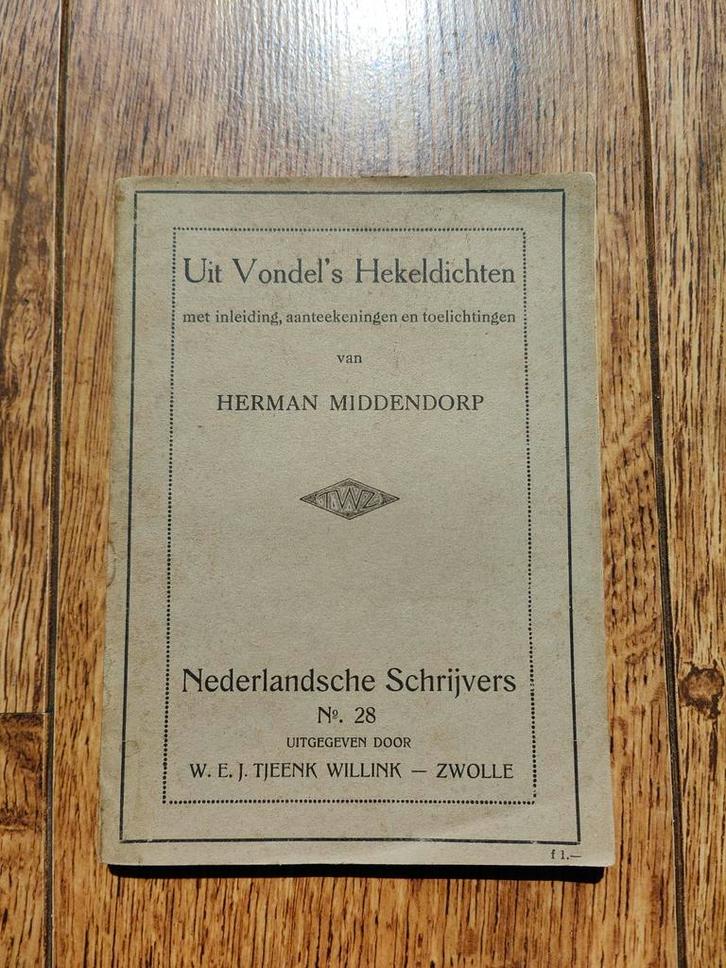 Uit Vondel's Hekeldichten
met inleiding, aanteekeningen en toelichtingen
van
HERMAN MIDDENDORP
TWZ
Nederlandsche Schrijvers
Nº. 28
UITGEGEVEN DOOR
W. E. J. TJEENK WILLINK — ZWOLLE
f 1.—